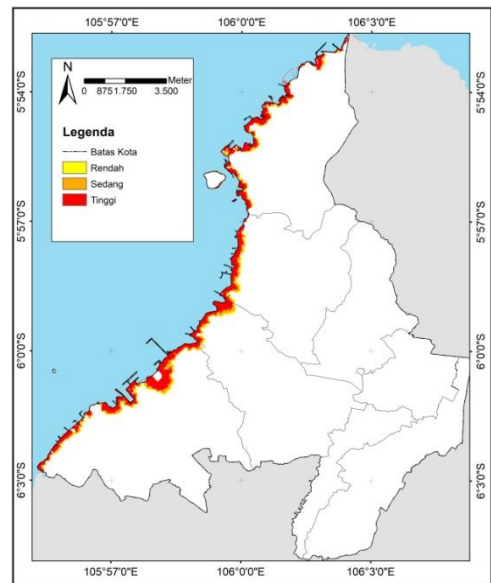 105°57'0"E 106°0'0"E 106°3'0"E
N
Meter
0 875 1.750 3.500
Legenda
Batas Kota
Rendah
Sedang
Tinggi
5°54'0"S 5°54'0"S
5°57'0"S 5°57'0"S
6°0'0"S 6°0'0"S
6°3'0"S 6°3'0"S
105°57'0"E 106°0'0"E 106°3'0"E